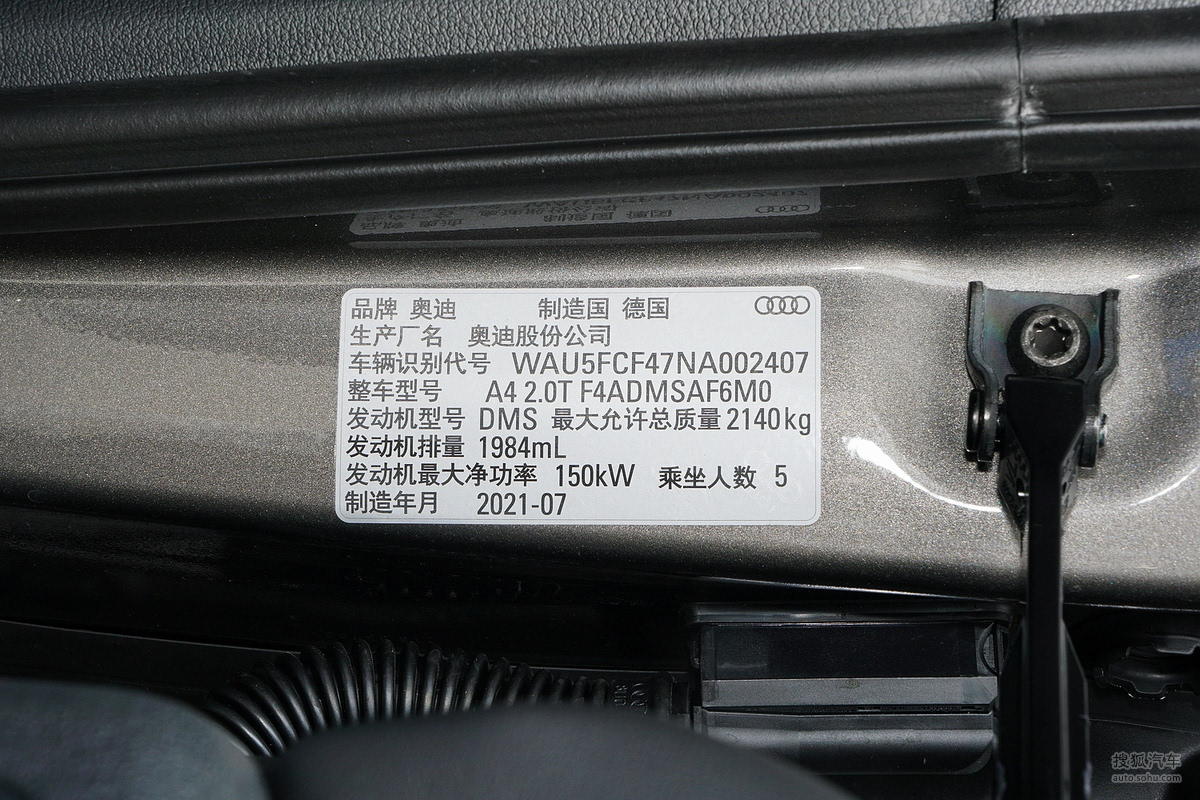 品牌 奥迪 制造国 德国
生产厂名 奥迪股份公司
车辆识别代号 WAU5FCF47NA002407
整车型号 A4 2.0T F4ADMSAF6M0
发动机型号 DMS 最大允许总质量 2140kg
发动机排量 1984mL
发动机最大净功率 150kW 乘坐人数 5
制造年月 2021-07
搜狐汽车
auto.sohu.com